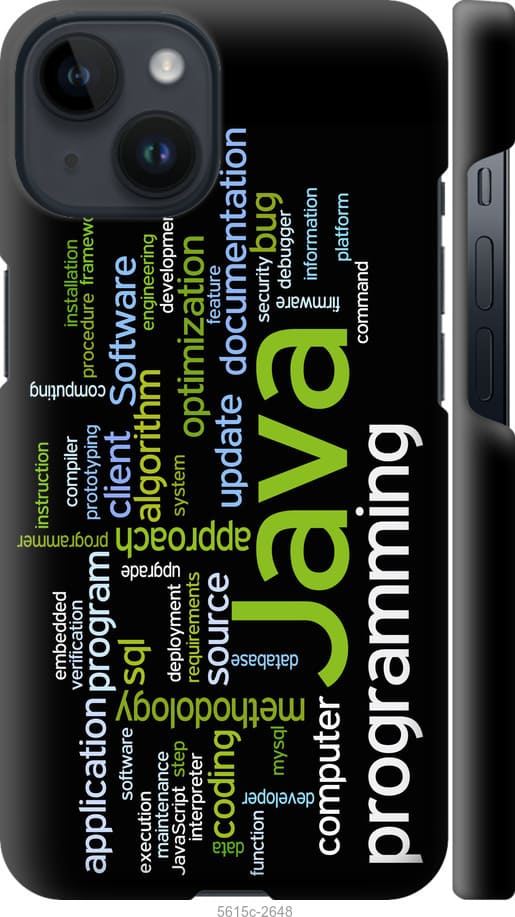 installation
procedure
framewo
Software
engineering
developmen
optimization
feature
documentation
bug
security
debugger
information
platform
firmware
command
computing
instruction
compiler
prototyping
client
algorithm
system
update
Java
programmer
approach
upgrade
embedded
verification
program
sql
deployment
requirements
source
database
programming
methodology
application
software
execution
maintenance
JavaScript
step
interpreter
coding
data
function
developer
mysql
computer
5615c-2648